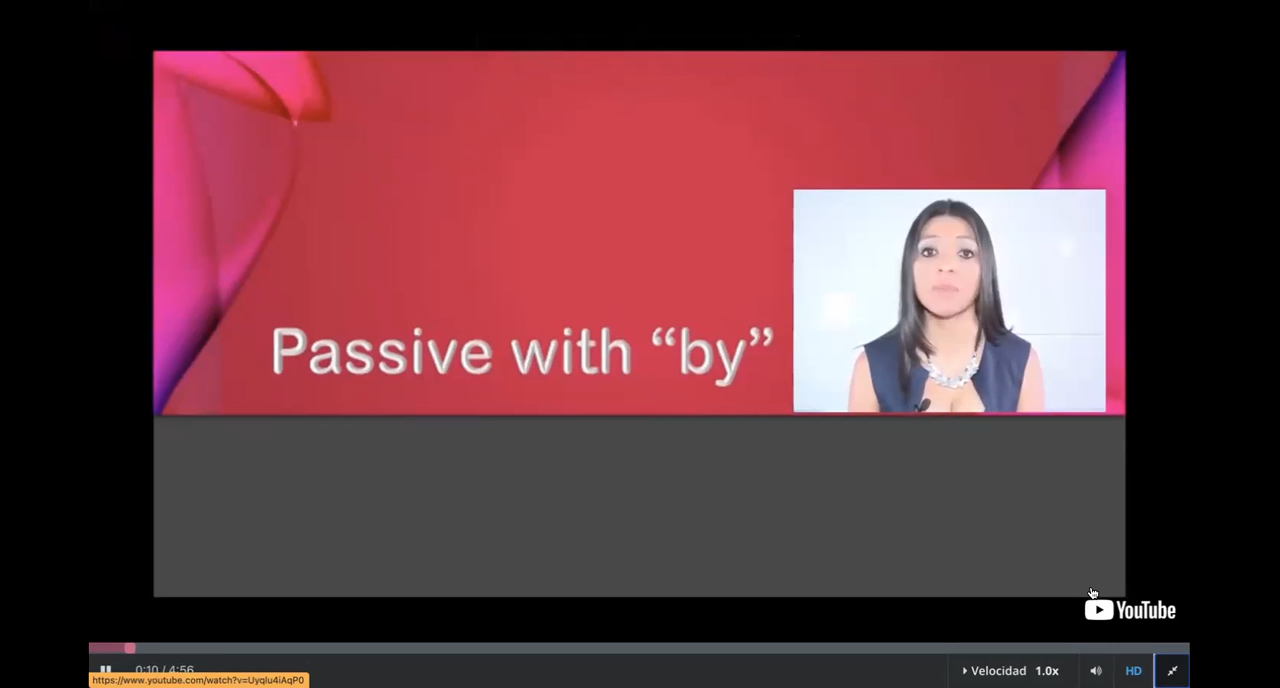 Passive with “by”
YouTube
0:10 / 4:56
Velocidad 1.0x
HD
https://www.youtube.com/watch?v=Uyqlu4iAqP0